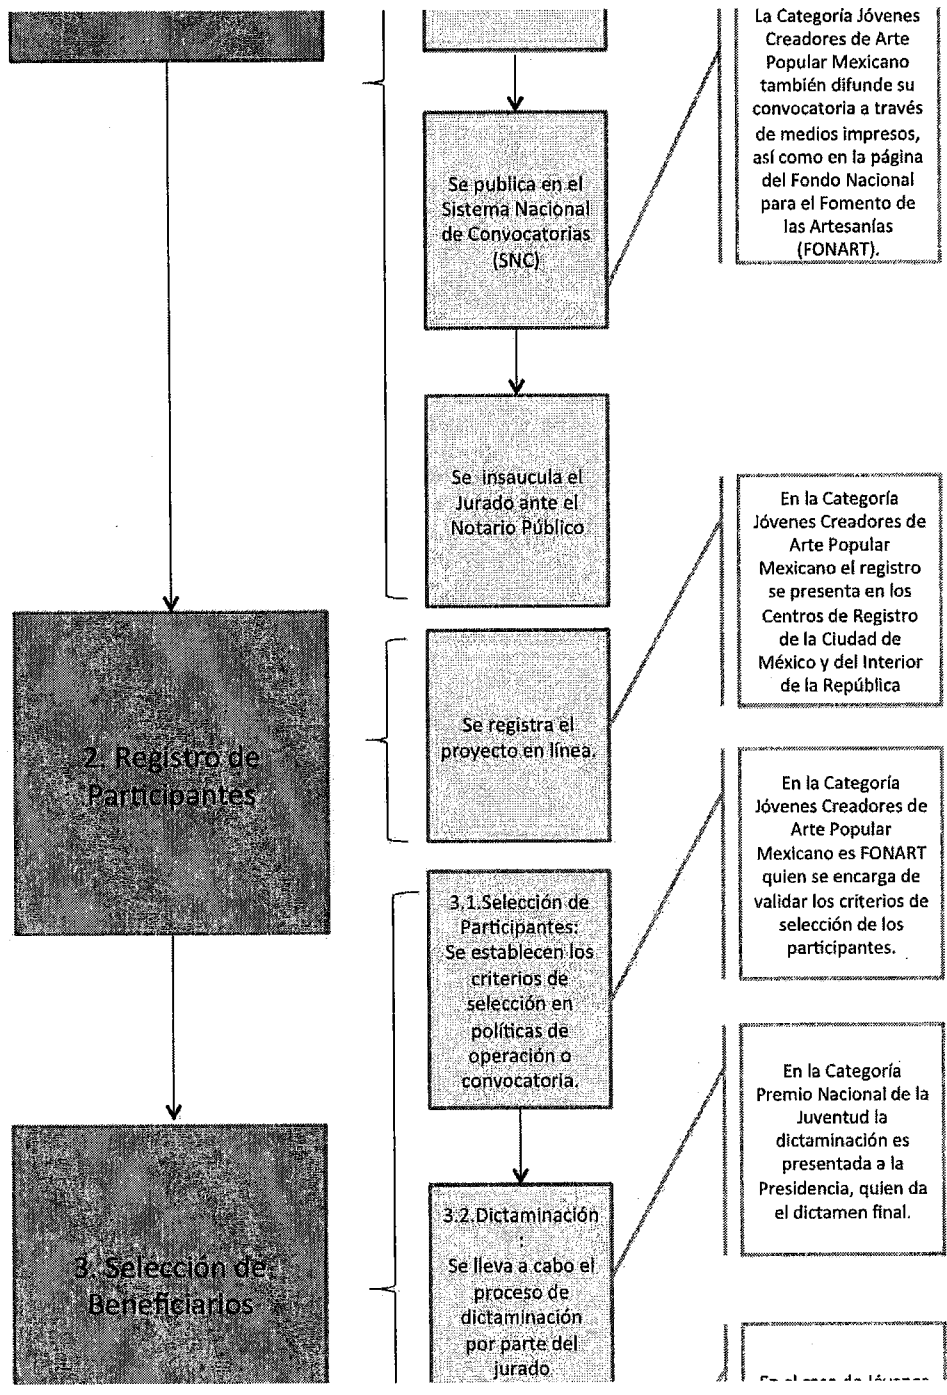 La Categoría Jóvenes
Creadores de Arte
Popular Mexicano
también difunde su
convocatoria a través
de medios impresos,
así como en la página
del Fondo Nacional
para el Fomento de
las Artesanías
(FONART).
Se publica en el
Sistema Nacional
de Convocatorias
(SNC)
Se insaucula el
Jurado ante el
Notario Público
2. Registro de
Participantes
Se registra el
proyecto en línea.
En la Categoría
Jóvenes Creadores de
Arte Popular
Mexicano el registro
se presenta en los
Centros de Registro
de la Ciudad de
México y del Interior
de la República
3. Selección de
Beneficiarios
3.1.Selección de
Participantes:
Se establecen los
criterios de
selección en
políticas de
operación o
convocatoria.
En la Categoría
Jóvenes Creadores de
Arte Popular
Mexicano es FONART
quien se encarga de
validar los criterios de
selección de los
participantes.
3.2.Dictaminación
:
Se lleva a cabo el
proceso de
dictaminación
por parte del
jurado
En la Categoría
Premio Nacional de la
Juventud la
dictaminación es
presentada a la
Presidencia, quien da
el dictamen final.